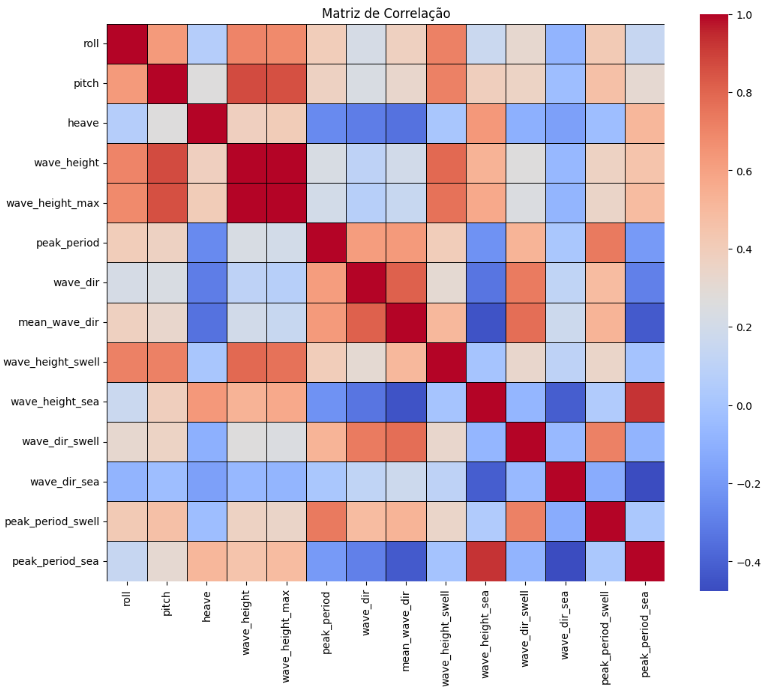 Matriz de Correlação
roll
pitch
heave
wave_height
wave_height_max
peak_period
wave_dir
mean_wave_dir
wave_height_swell
wave_height_sea
wave_dir_swell
wave_dir_sea
peak_period_swell
peak_period_sea
roll
pitch
heave
wave_height
wave_height_max
peak_period
wave_dir
mean_wave_dir
wave_height_swell
wave_height_sea
wave_dir_swell
wave_dir_sea
peak_period_swell
peak_period_sea
1.0
0.8
0.6
0.4
0.2
0.0
−0.2
−0.4